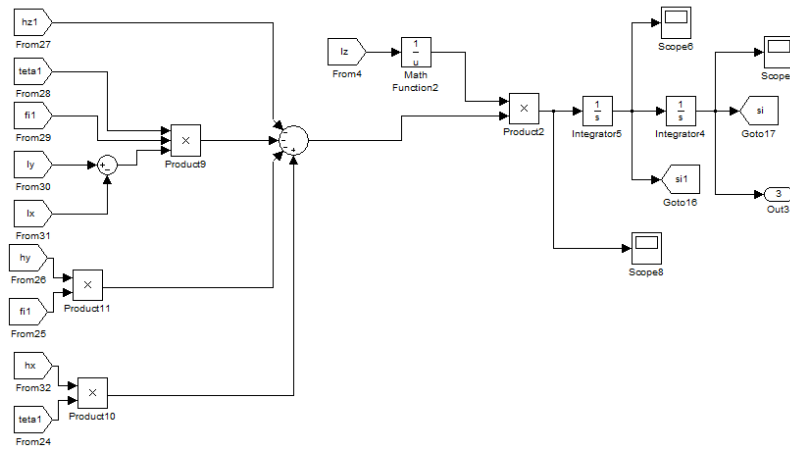 hz1
From27
teta1
From28
fi1
From29
Iy
From30
Ix
From31
hy
From26
fi1
From25
hx
From32
teta1
From24
+
−
×
Product9
×
Product11
×
Product10
−
−
−
+
Iz
From4
1
u
Math
Function2
×
Product2
1
s
Integrator5
Scope6
1
s
Integrator4
Scope
si
Goto17
si1
Goto16
3
Out3
Scope8